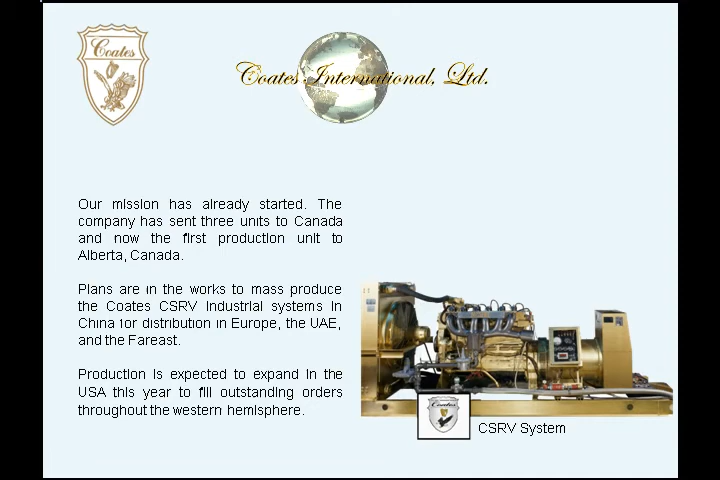 Coates
Coates International, Ltd.
Our mission has already started. The
company has sent three units to Canada
and now the first production unit to
Alberta, Canada.
Plans are in the works to mass produce
the Coates CSRV Industrial systems in
China for distribution in Europe, the UAE,
and the Fareast.
Production is expected to expand in the
USA this year to fill outstanding orders
throughout the western hemisphere.
Coates
CSRV System